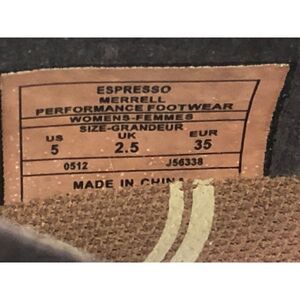 ESPRESSO
MERRELL
PERFORMANCE FOOTWEAR
WOMENS-FEMMES
SIZE-GRANDEUR
US UK EUR
5 2.5 35
0512 J56338
MADE IN CHINA